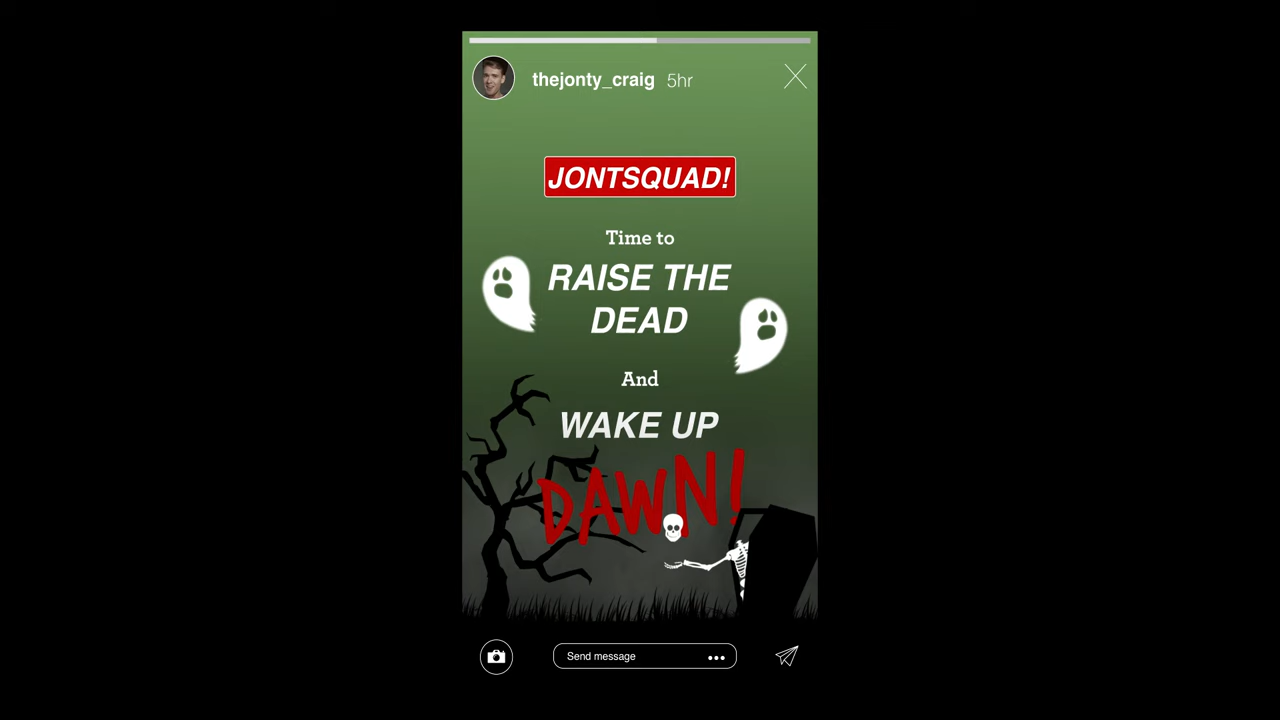 thejonty_craig 5hr
JONTSQUAD!
Time to
RAISE THE
DEAD
And
WAKE UP
DAWN!
Send message